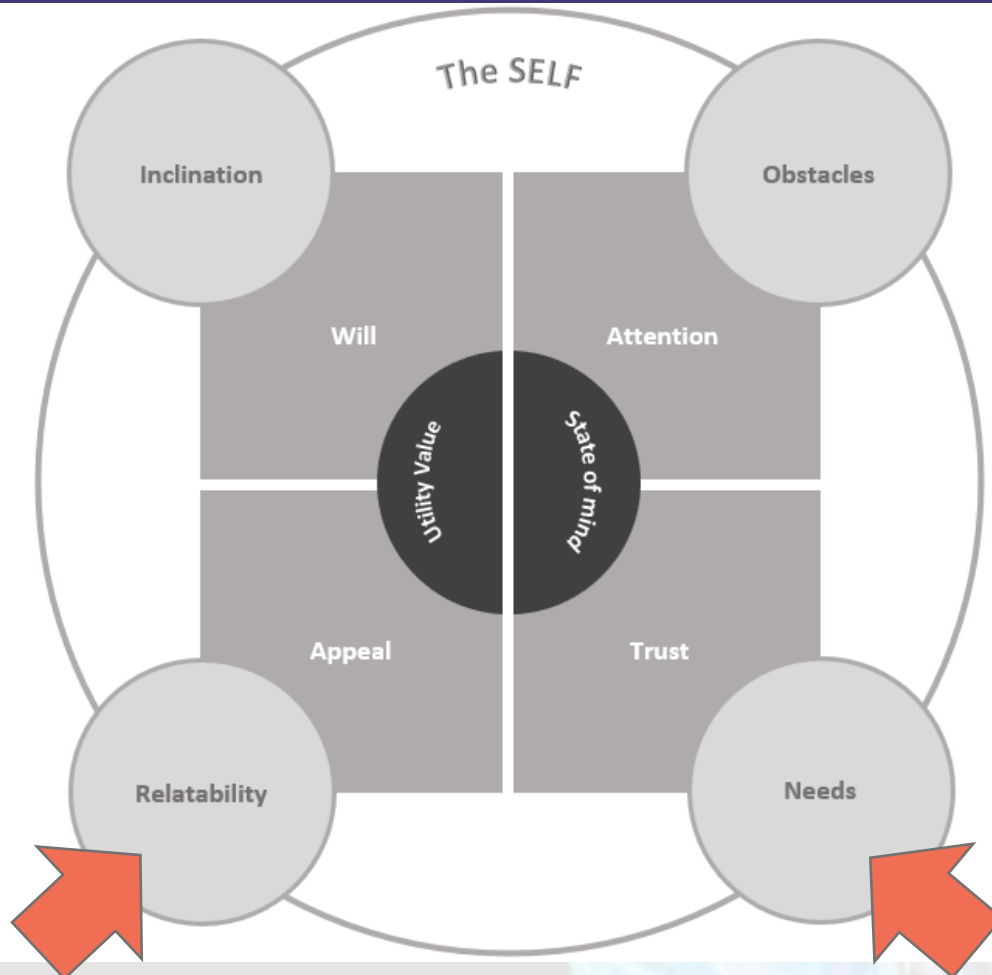 The SELF
Inclination
Obstacles
Will
Attention
Utility Value
State of mind
Appeal
Trust
Relatability
Needs